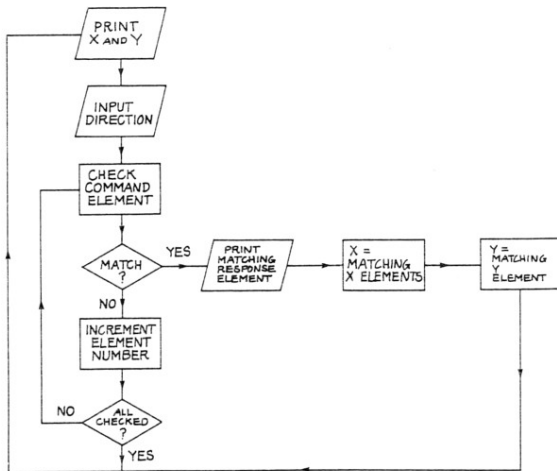 PRINT
X AND Y
INPUT
DIRECTION
CHECK
COMMAND
ELEMENT
MATCH
?
YES
PRINT
MATCHING
RESPONSE
ELEMENT
X =
MATCHING
X ELEMENTS
Y =
MATCHING
Y
ELEMENT
NO
INCREMENT
ELEMENT
NUMBER
NO
ALL
CHECKED
?
YES